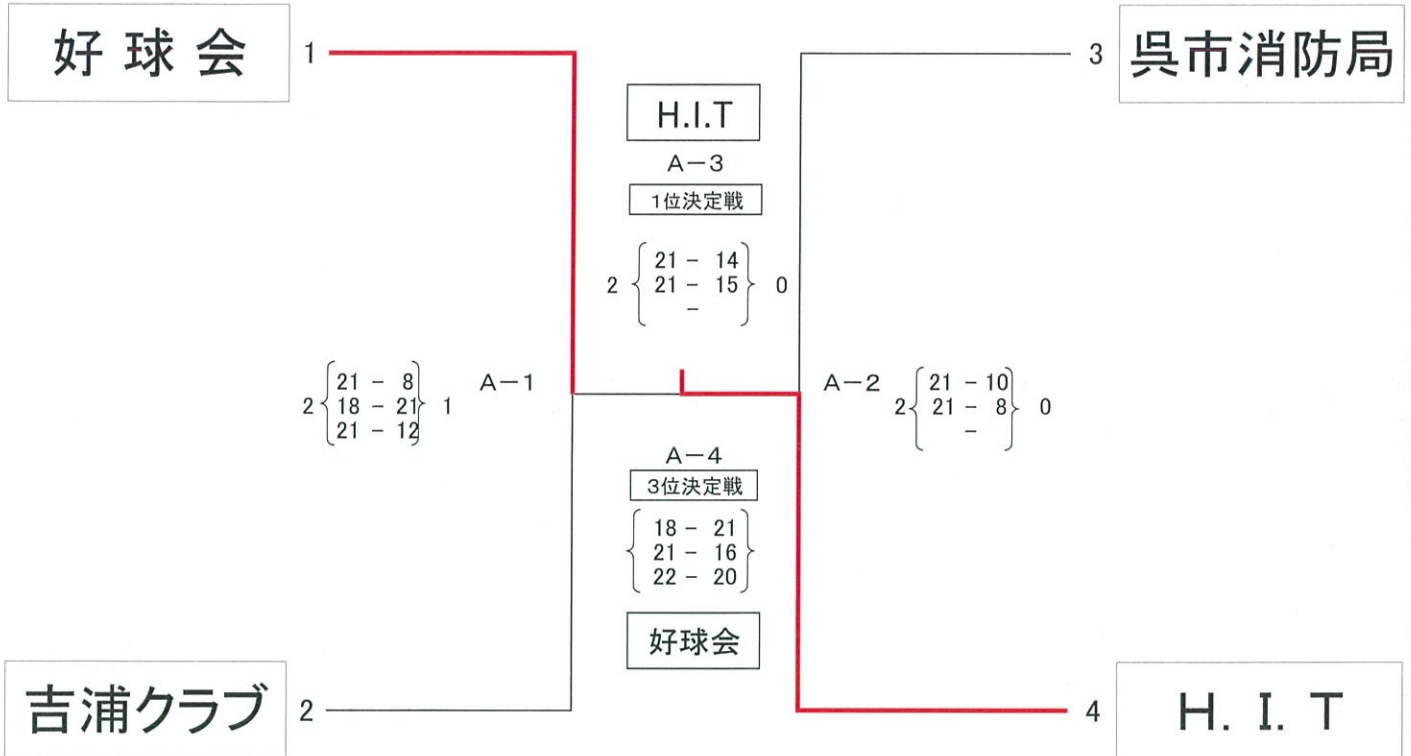 好球会 1
3 呉市消防局
H.I.T
A-3
1位決定戦
21 - 14
2 21 - 15 0
-
21 - 8
2 18 - 21 1
21 - 12
A-1
A-2
21 - 10
2 21 - 8 0
-
A-4
3位決定戦
18 - 21
21 - 16
22 - 20
好球会
吉浦クラブ 2
4 H. I. T